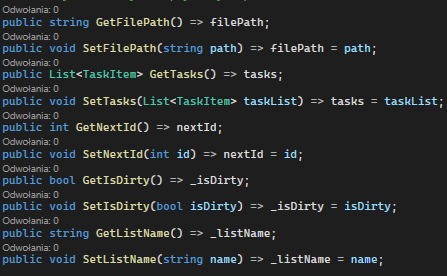 Odwołania: 0
public string GetFilePath() => filePath;
Odwołania: 0
public void SetFilePath(string path) => filePath = path;
Odwołania: 0
public List<TaskItem> GetTasks() => tasks;
Odwołania: 0
public void SetTasks(List<TaskItem> taskList) => tasks = taskList;
Odwołania: 0
public int GetNextId() => nextId;
Odwołania: 0
public void SetNextId(int id) => nextId = id;
Odwołania: 0
public bool GetIsDirty() => _isDirty;
Odwołania: 0
public void SetIsDirty(bool isDirty) => _isDirty = isDirty;
Odwołania: 0
public string GetListName() => _listName;
Odwołania: 0
public void SetListName(string name) => _listName = name;